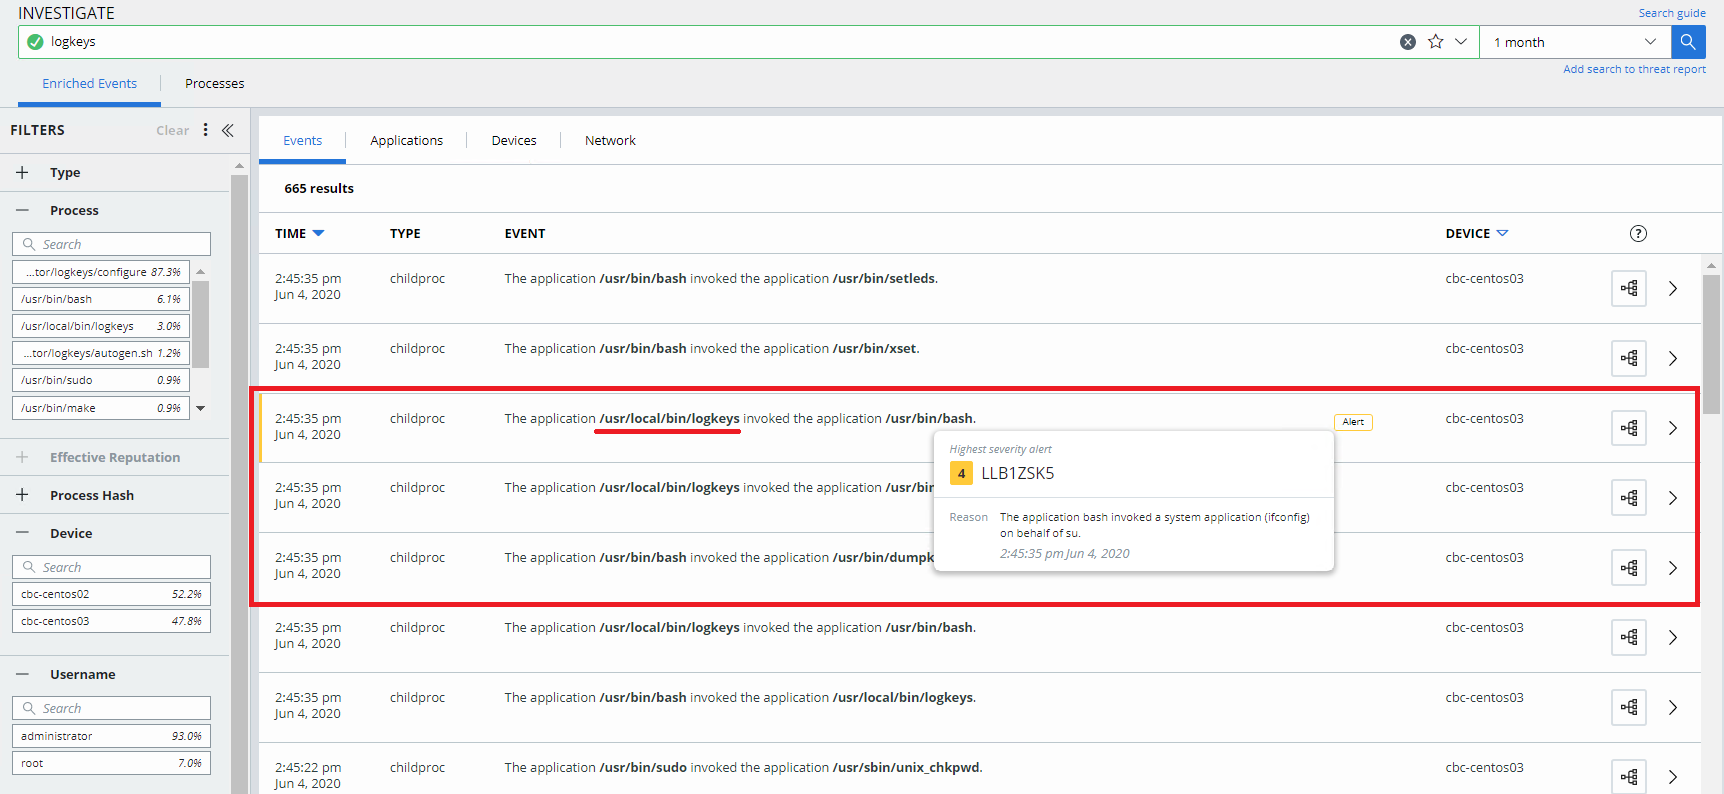 INVESTIGATE
Search guide
logkeys
1 month
Add search to threat report
Enriched Events
Processes
FILTERS
Clear
Type
Process
Search
...tor/logkeys/configure 87.3%
/usr/bin/bash 6.1%
/usr/local/bin/logkeys 3.0%
...tor/logkeys/autogen.sh 1.2%
/usr/bin/sudo 0.9%
/usr/bin/make 0.9%
Effective Reputation
Process Hash
Device
Search
cbc-centos02 52.2%
cbc-centos03 47.8%
Username
Search
administrator 93.0%
root 7.0%
Events
Applications
Devices
Network
665 results
TIME TYPE EVENT DEVICE ?
2:45:35 pm childproc The application /usr/bin/bash invoked the application /usr/bin/setleds. cbc-centos03
Jun 4, 2020
2:45:35 pm childproc The application /usr/bin/bash invoked the application /usr/bin/xset. cbc-centos03
Jun 4, 2020
2:45:35 pm childproc The application /usr/local/bin/logkeys invoked the application /usr/bin/bash. Alert cbc-centos03
Jun 4, 2020
Highest severity alert
4 LLB1ZSK5
Reason The application bash invoked a system application (ifconfig)
on behalf of su.
2:45:35 pm Jun 4, 2020
2:45:35 pm childproc The application /usr/local/bin/logkeys invoked the application /usr/bin cbc-centos03
Jun 4, 2020
2:45:35 pm childproc The application /usr/bin/bash invoked the application /usr/bin/dumpk cbc-centos03
Jun 4, 2020
2:45:35 pm childproc The application /usr/local/bin/logkeys invoked the application /usr/bin/bash. cbc-centos03
Jun 4, 2020
2:45:35 pm childproc The application /usr/bin/bash invoked the application /usr/local/bin/logkeys. cbc-centos03
Jun 4, 2020
2:45:22 pm childproc The application /usr/bin/sudo invoked the application /usr/sbin/unix_chkpwd. cbc-centos03
Jun 4, 2020